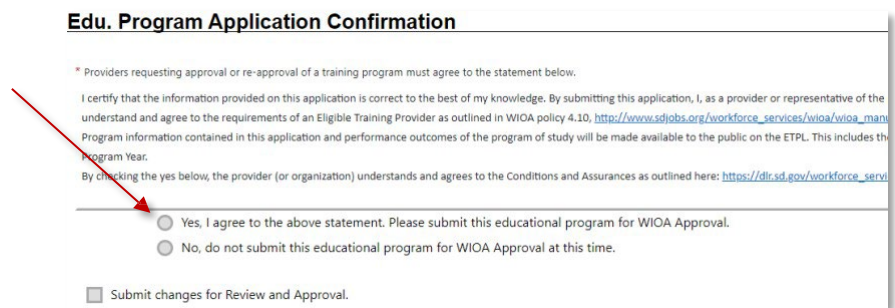 Edu. Program Application Confirmation
* Providers requesting approval or re-approval of a training program must agree to the statement below.
I certify that the information provided on this application is correct to the best of my knowledge. By submitting this application, I, as a provider or representative of the
understand and agree to the requirements of an Eligible Training Provider as outlined in WIOA policy 4.10, http://www.sdjobs.org/workforce_services/wioa/wioa_manu
Program information contained in this application and performance outcomes of the program of study will be made available to the public on the ETPL. This includes the
Program Year.
By checking the yes below, the provider (or organization) understands and agrees to the Conditions and Assurances as outlined here: https://dlr.sd.gov/workforce_servi
Yes, I agree to the above statement. Please submit this educational program for WIOA Approval.
No, do not submit this educational program for WIOA Approval at this time.
Submit changes for Review and Approval.